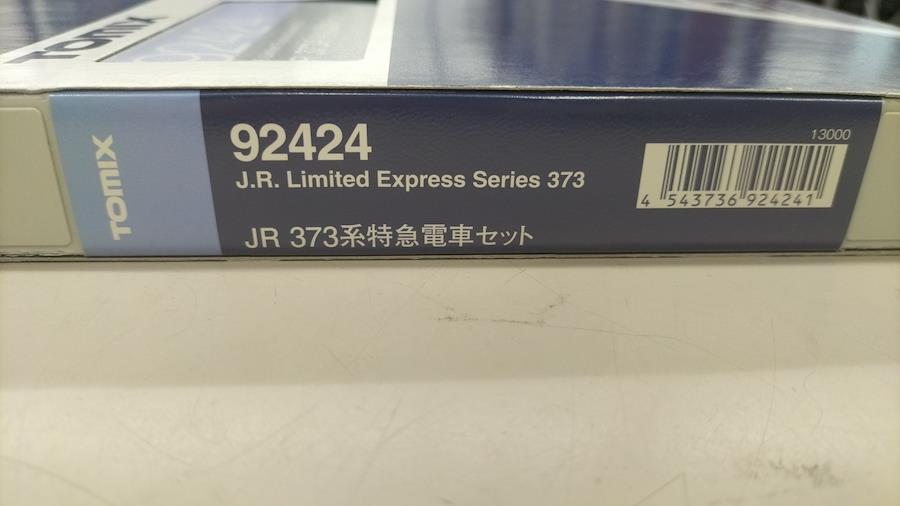 TOMIX
92424
TOMIX
92424
J.R. Limited Express Series 373
JR 373系特急電車セット
13000
4 543736 924241